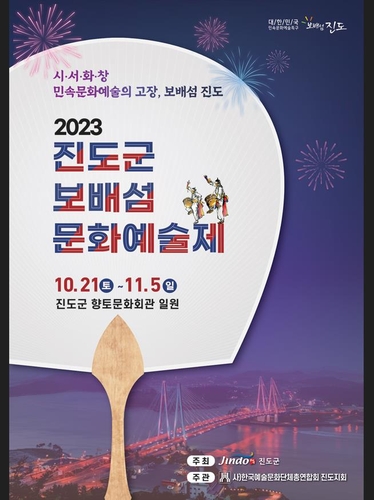 대·한·민·국
민속문화예술특구
보배섬 진도
시·서·화·창
민속문화예술의 고장, 보배섬 진도
2023
진도군
보배섬
문화예술제
10.21 토 ~ 11.5 일
진도군 향토문화회관 일원
주최 Jindo 진도군
주관 사)한국예술문화단체총연합회 진도지회